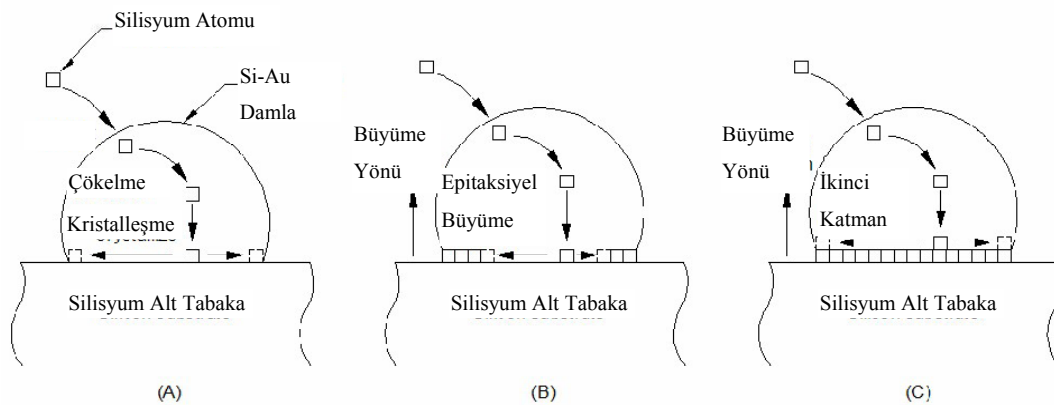 Silisyum Atomu
Si-Au
Damla
Çökelme
Kristalleşme
Silisyum Alt Tabaka
(A)
Büyüme
Yönü
Epitaksiyel
Büyüme
Silisyum Alt Tabaka
(B)
Büyüme
Yönü
İkinci
Katman
Silisyum Alt Tabaka
(C)